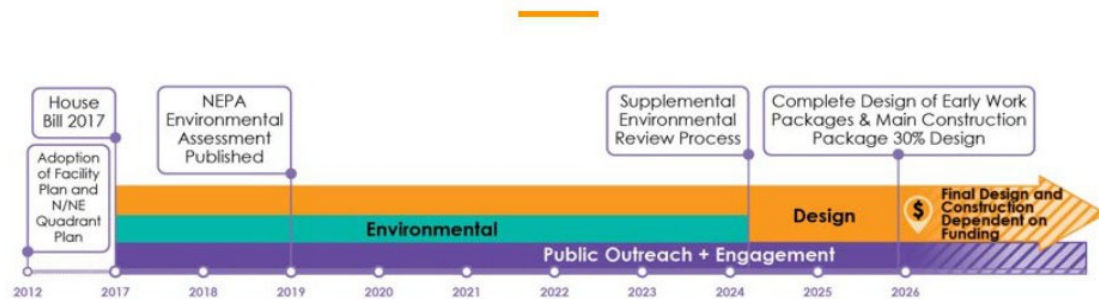 House
Bill 2017
Adoption
of Facility
Plan and
N/NE
Quadrant
Plan
NEPA
Environmental
Assessment
Published
Supplemental
Environmental
Review Process
Complete Design of Early Work
Packages & Main Construction
Package 30% Design
Environmental
Design
$
Final Design and
Construction
Dependent on
Funding
Public Outreach + Engagement
2012 2017 2018 2019 2020 2021 2022 2023 2024 2025 2026